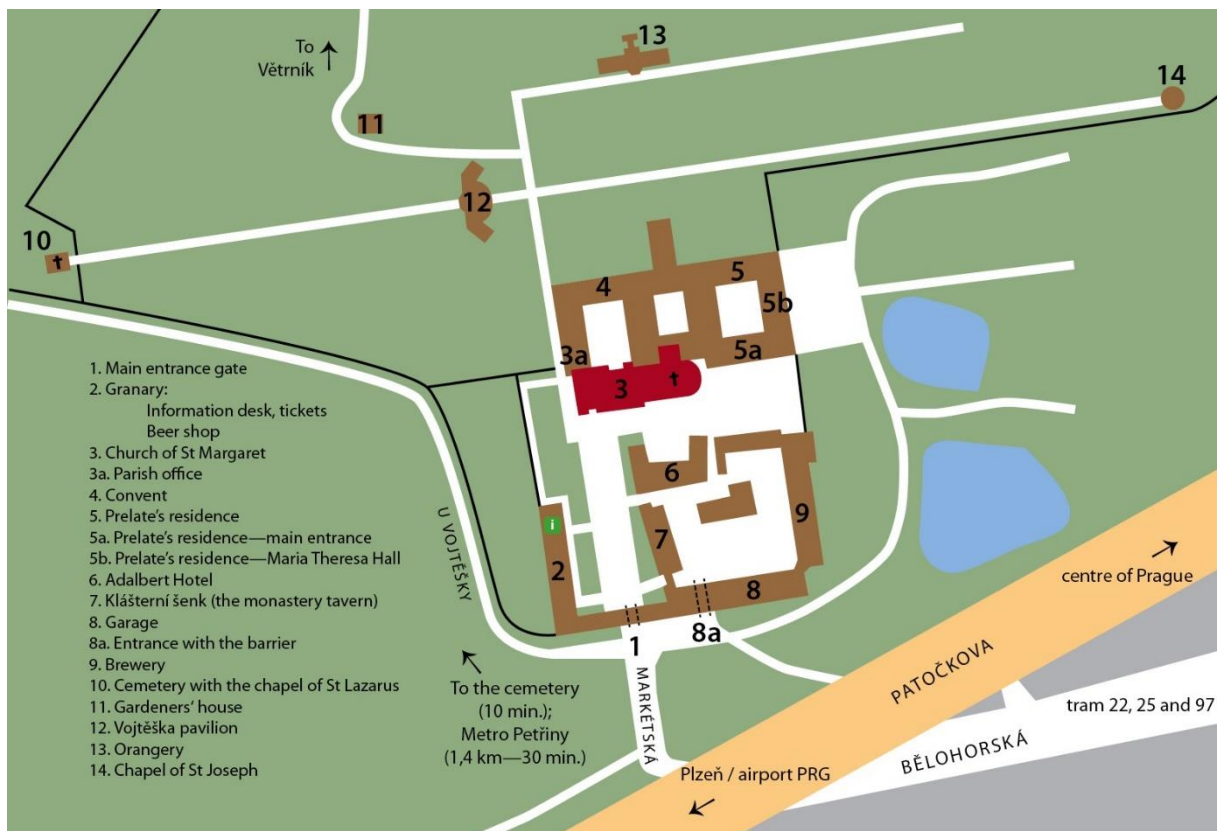 To
Větrník
13
14
11
12
10
4
5
5b
3a
5a
3
6
9
7
i
2
8
1
8a
1. Main entrance gate
2. Granary:
Information desk, tickets
Beer shop
3. Church of St Margaret
3a. Parish office
4. Convent
5. Prelate’s residence
5a. Prelate’s residence—main entrance
5b. Prelate’s residence—Maria Theresa Hall
6. Adalbert Hotel
7. Klášterní šenk (the monastery tavern)
8. Garage
8a. Entrance with the barrier
9. Brewery
10. Cemetery with the chapel of St Lazarus
11. Gardeners‘ house
12. Vojtěška pavilion
13. Orangery
14. Chapel of St Joseph
U VOJTĚŠKY
To the cemetery
(10 min.);
Metro Petřiny
(1,4 km—30 min.)
MARKÉTSKÁ
centre of Prague
PATOČKOVA
tram 22, 25 and 97
BĚLOHORSKÁ
Plzeň / airport PRG